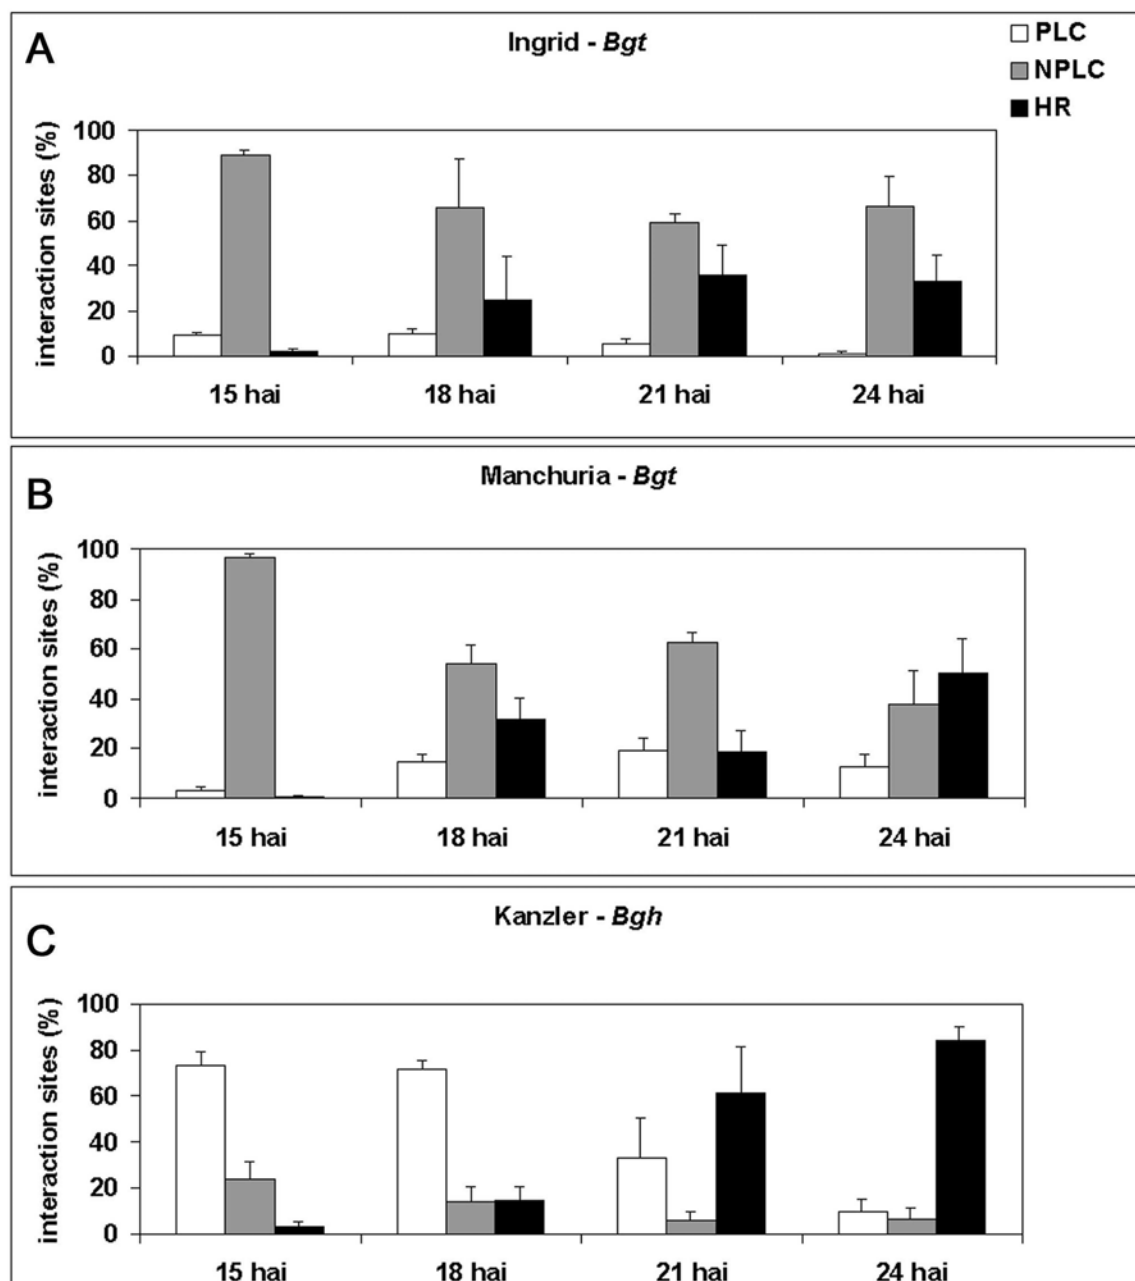 A
Ingrid - Bgt
PLC
NPLC
HR
interaction sites (%)
100
80
60
40
20
0
15 hai 18 hai 21 hai 24 hai
B
Manchuria - Bgt
interaction sites (%)
100
80
60
40
20
0
15 hai 18 hai 21 hai 24 hai
C
Kanzler - Bgh
interaction sites (%)
100
80
60
40
20
0
15 hai 18 hai 21 hai 24 hai